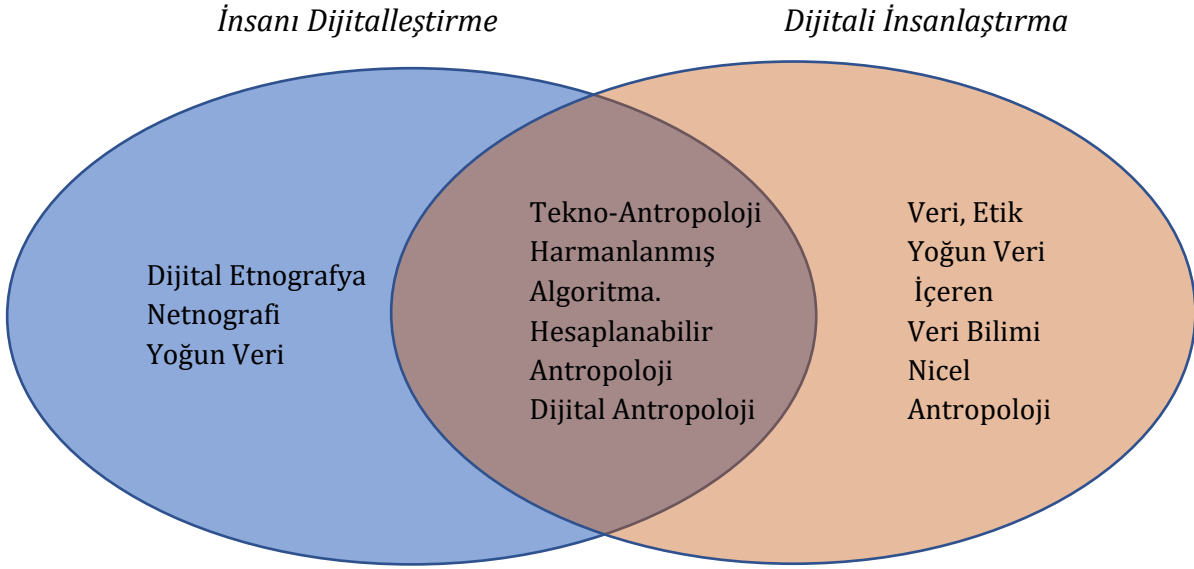 İnsanı Dijitalleştirme
Dijitali İnsanlaştırma
Dijital Etnografya
Netnografi
Yoğun Veri
Tekno-Antropoloji
Harmanlanmış
Algoritma.
Hesaplanabilir
Antropoloji
Dijital Antropoloji
Veri, Etik
Yoğun Veri
İçeren
Veri Bilimi
Nicel
Antropoloji